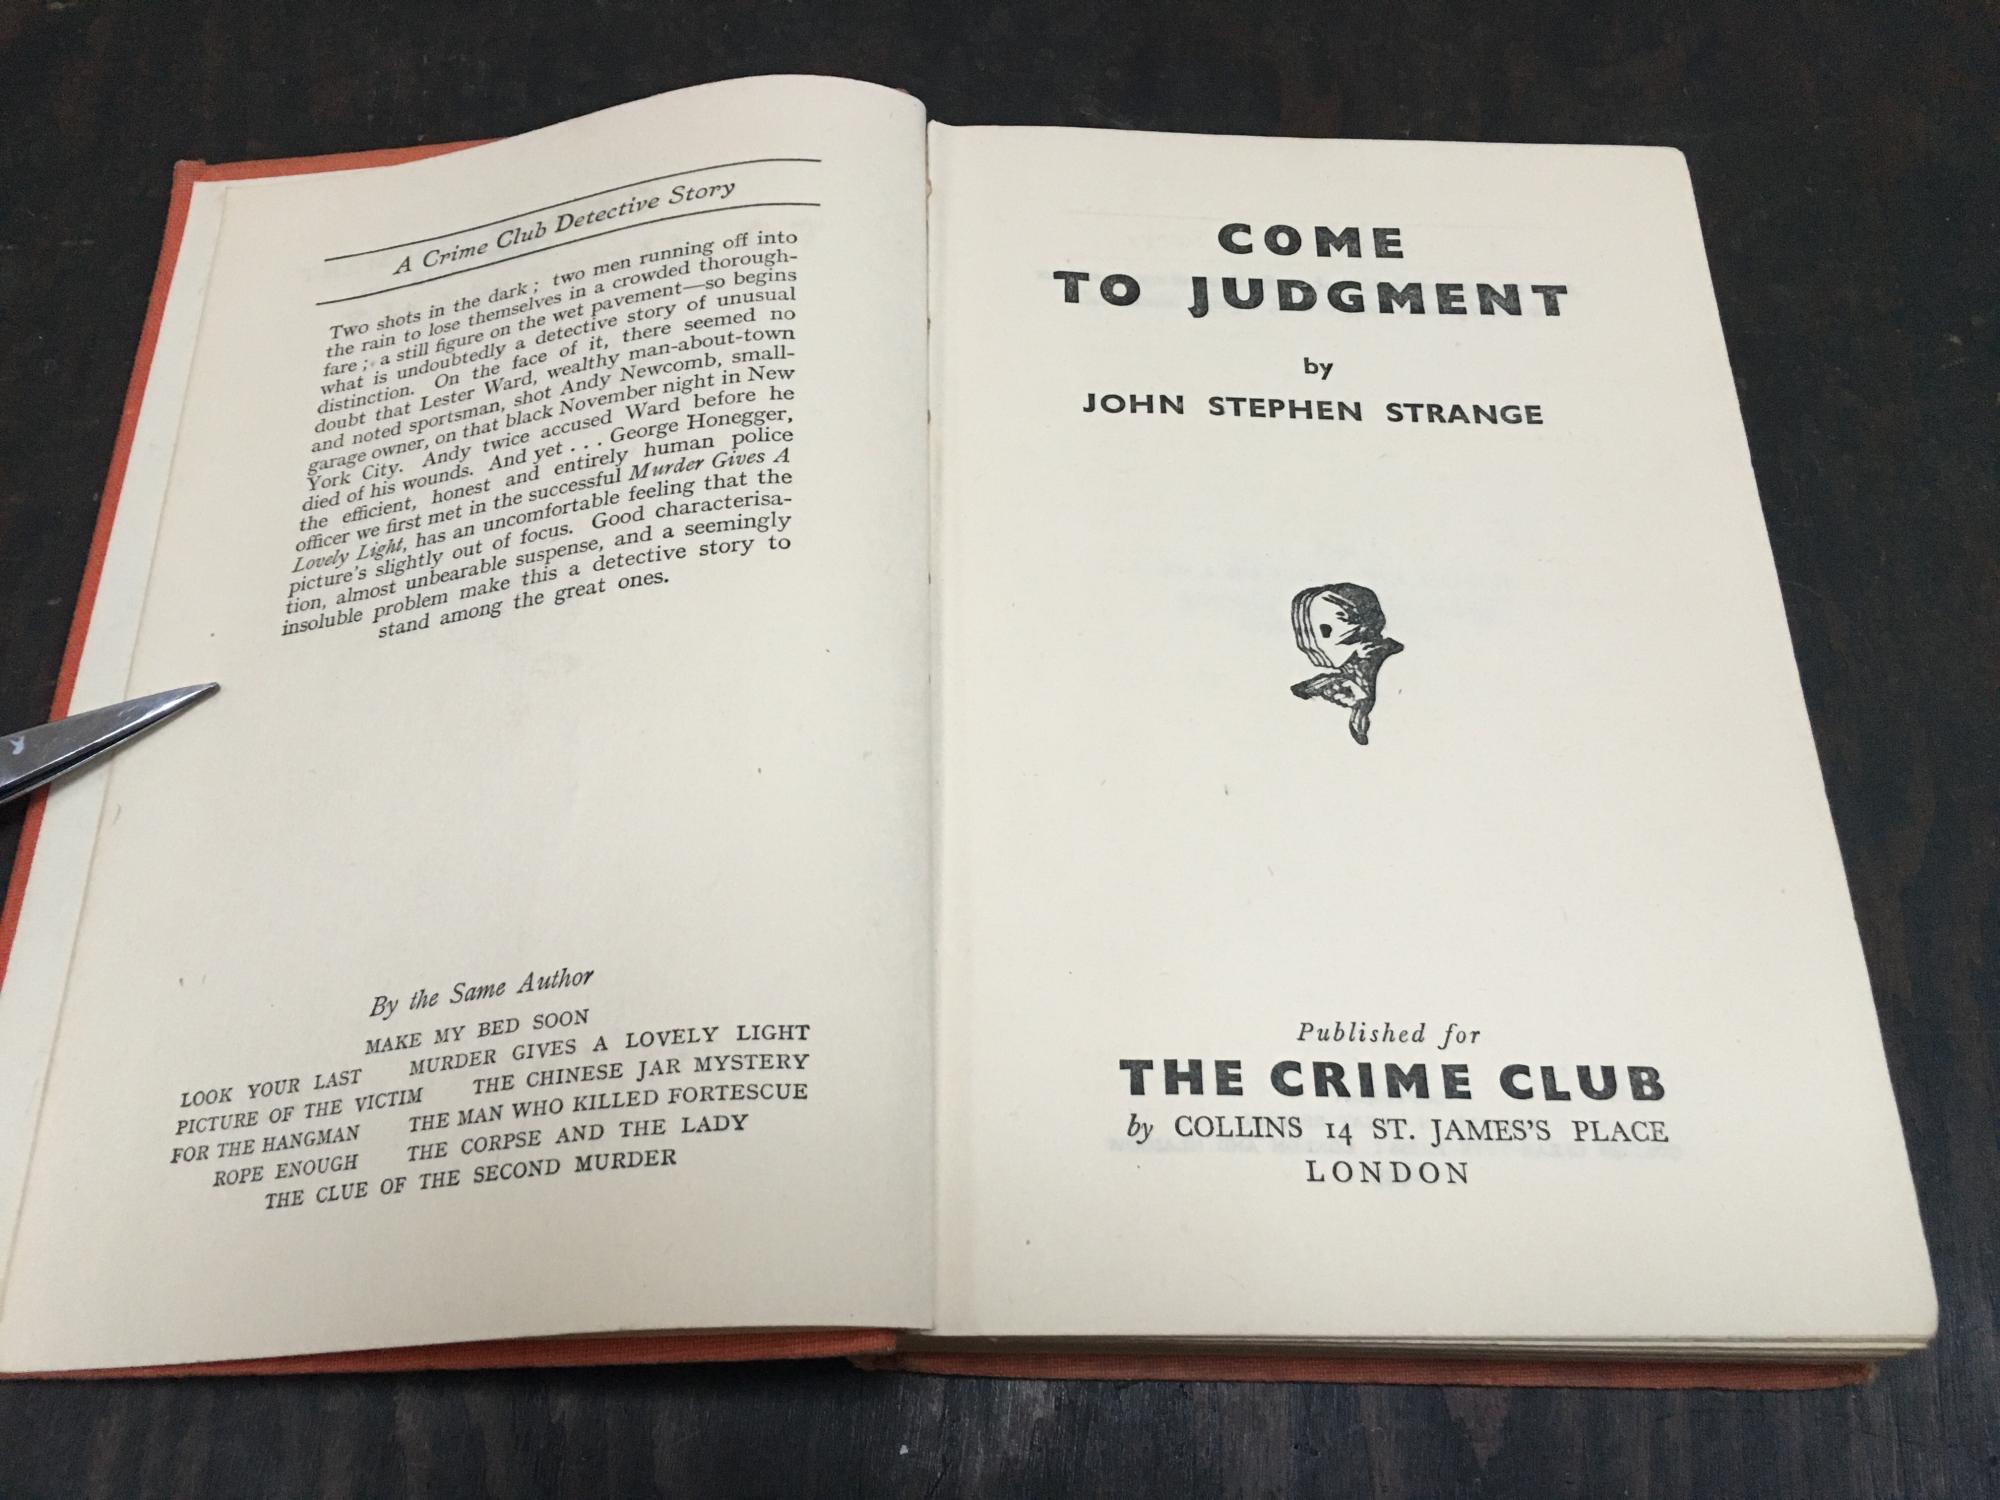 A Crime Club Detective Story
Two shots in the dark; two men running off into
the rain to lose themselves in a crowded thorough-
fare; a still figure on the wet pavement—so begins
what is undoubtedly a detective story of unusual
distinction. On the face of it, there seemed no
doubt that Lester Ward, wealthy man-about-town
and noted sportsman, shot Andy Newcomb, small-
garage owner, on that black November night in New
York City. Andy twice accused Ward before he
died of his wounds. And yet . . . George Honegger,
the efficient, honest and entirely human police
officer we first met in the successful Murder Gives A
Lovely Light, has an uncomfortable feeling that the
picture's slightly out of focus. Good characterisa-
tion, almost unbearable suspense, and a seemingly
insoluble problem make this a detective story to
stand among the great ones.
By the Same Author
MAKE MY BED SOON
LOOK YOUR LAST MURDER GIVES A LOVELY LIGHT
PICTURE OF THE VICTIM THE CHINESE JAR MYSTERY
FOR THE HANGMAN THE MAN WHO KILLED FORTESCUE
ROPE ENOUGH THE CORPSE AND THE LADY
THE CLUE OF THE SECOND MURDER
COME
TO JUDGMENT
by
JOHN STEPHEN STRANGE
Published for
THE CRIME CLUB
by COLLINS 14 ST. JAMES'S PLACE
LONDON